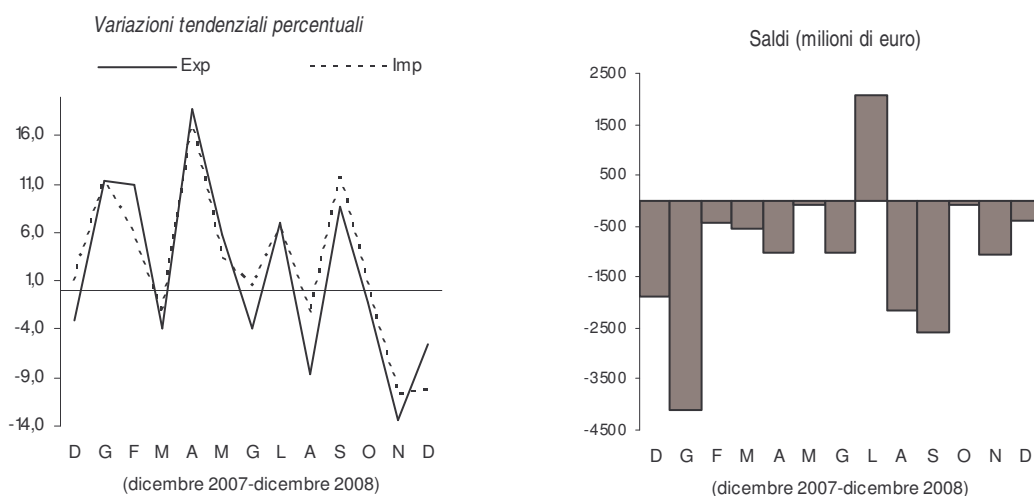 Variazioni tendenziali percentuali
Exp
Imp
16,0
11,0
6,0
1,0
-4,0
-9,0
-14,0
D G F M A M G L A S O N D
(dicembre 2007-dicembre 2008)
Saldi (milioni di euro)
2500
1500
500
-500
-1500
-2500
-3500
-4500
D G F M A M G L A S O N D
(dicembre 2007-dicembre 2008)